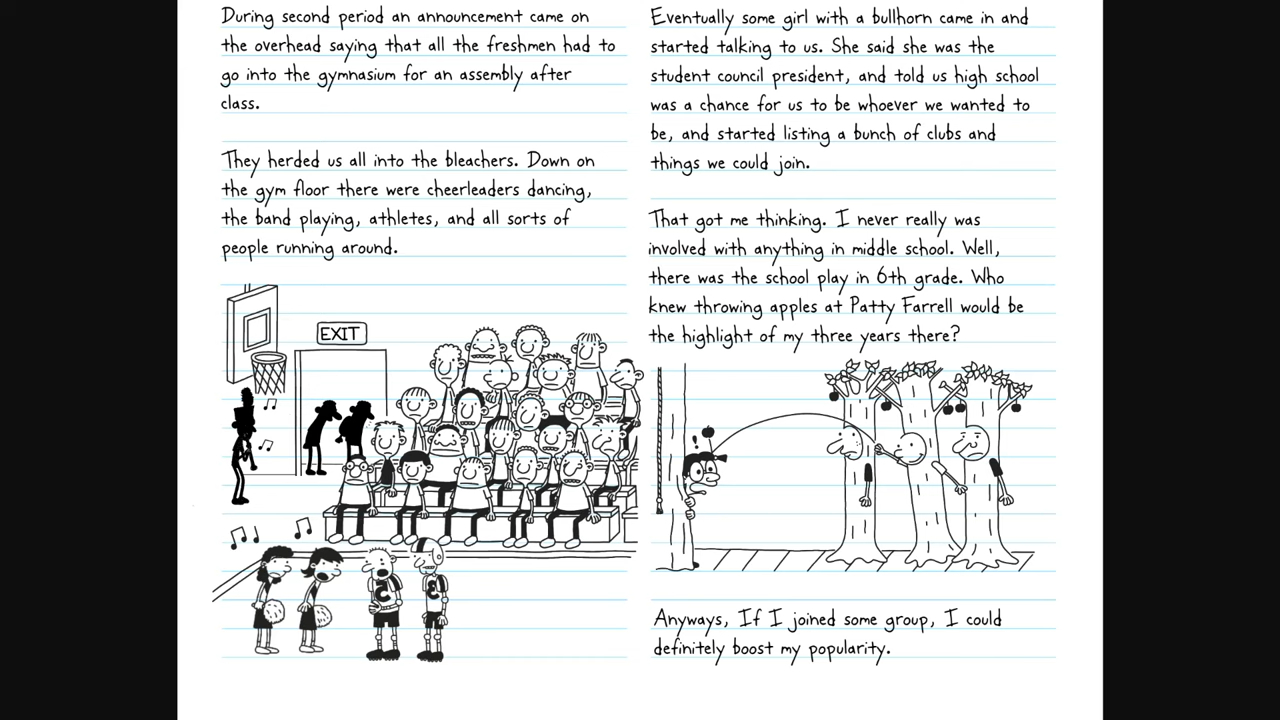 During second period an announcement came on
the overhead saying that all the freshmen had to
go into the gymnasium for an assembly after
class.
They herded us all into the bleachers. Down on
the gym floor there were cheerleaders dancing,
the band playing, athletes, and all sorts of
people running around.
EXIT
5
3
Eventually some girl with a bullhorn came in and
started talking to us. She said she was the
student council president, and told us high school
was a chance for us to be whoever we wanted to
be, and started listing a bunch of clubs and
things we could join.
That got me thinking. I never really was
involved with anything in middle school. Well,
there was the school play in 6th grade. Who
knew throwing apples at Patty Farrell would be
the highlight of my three years there?
!
Anyways, If I joined some group, I could
definitely boost my popularity.